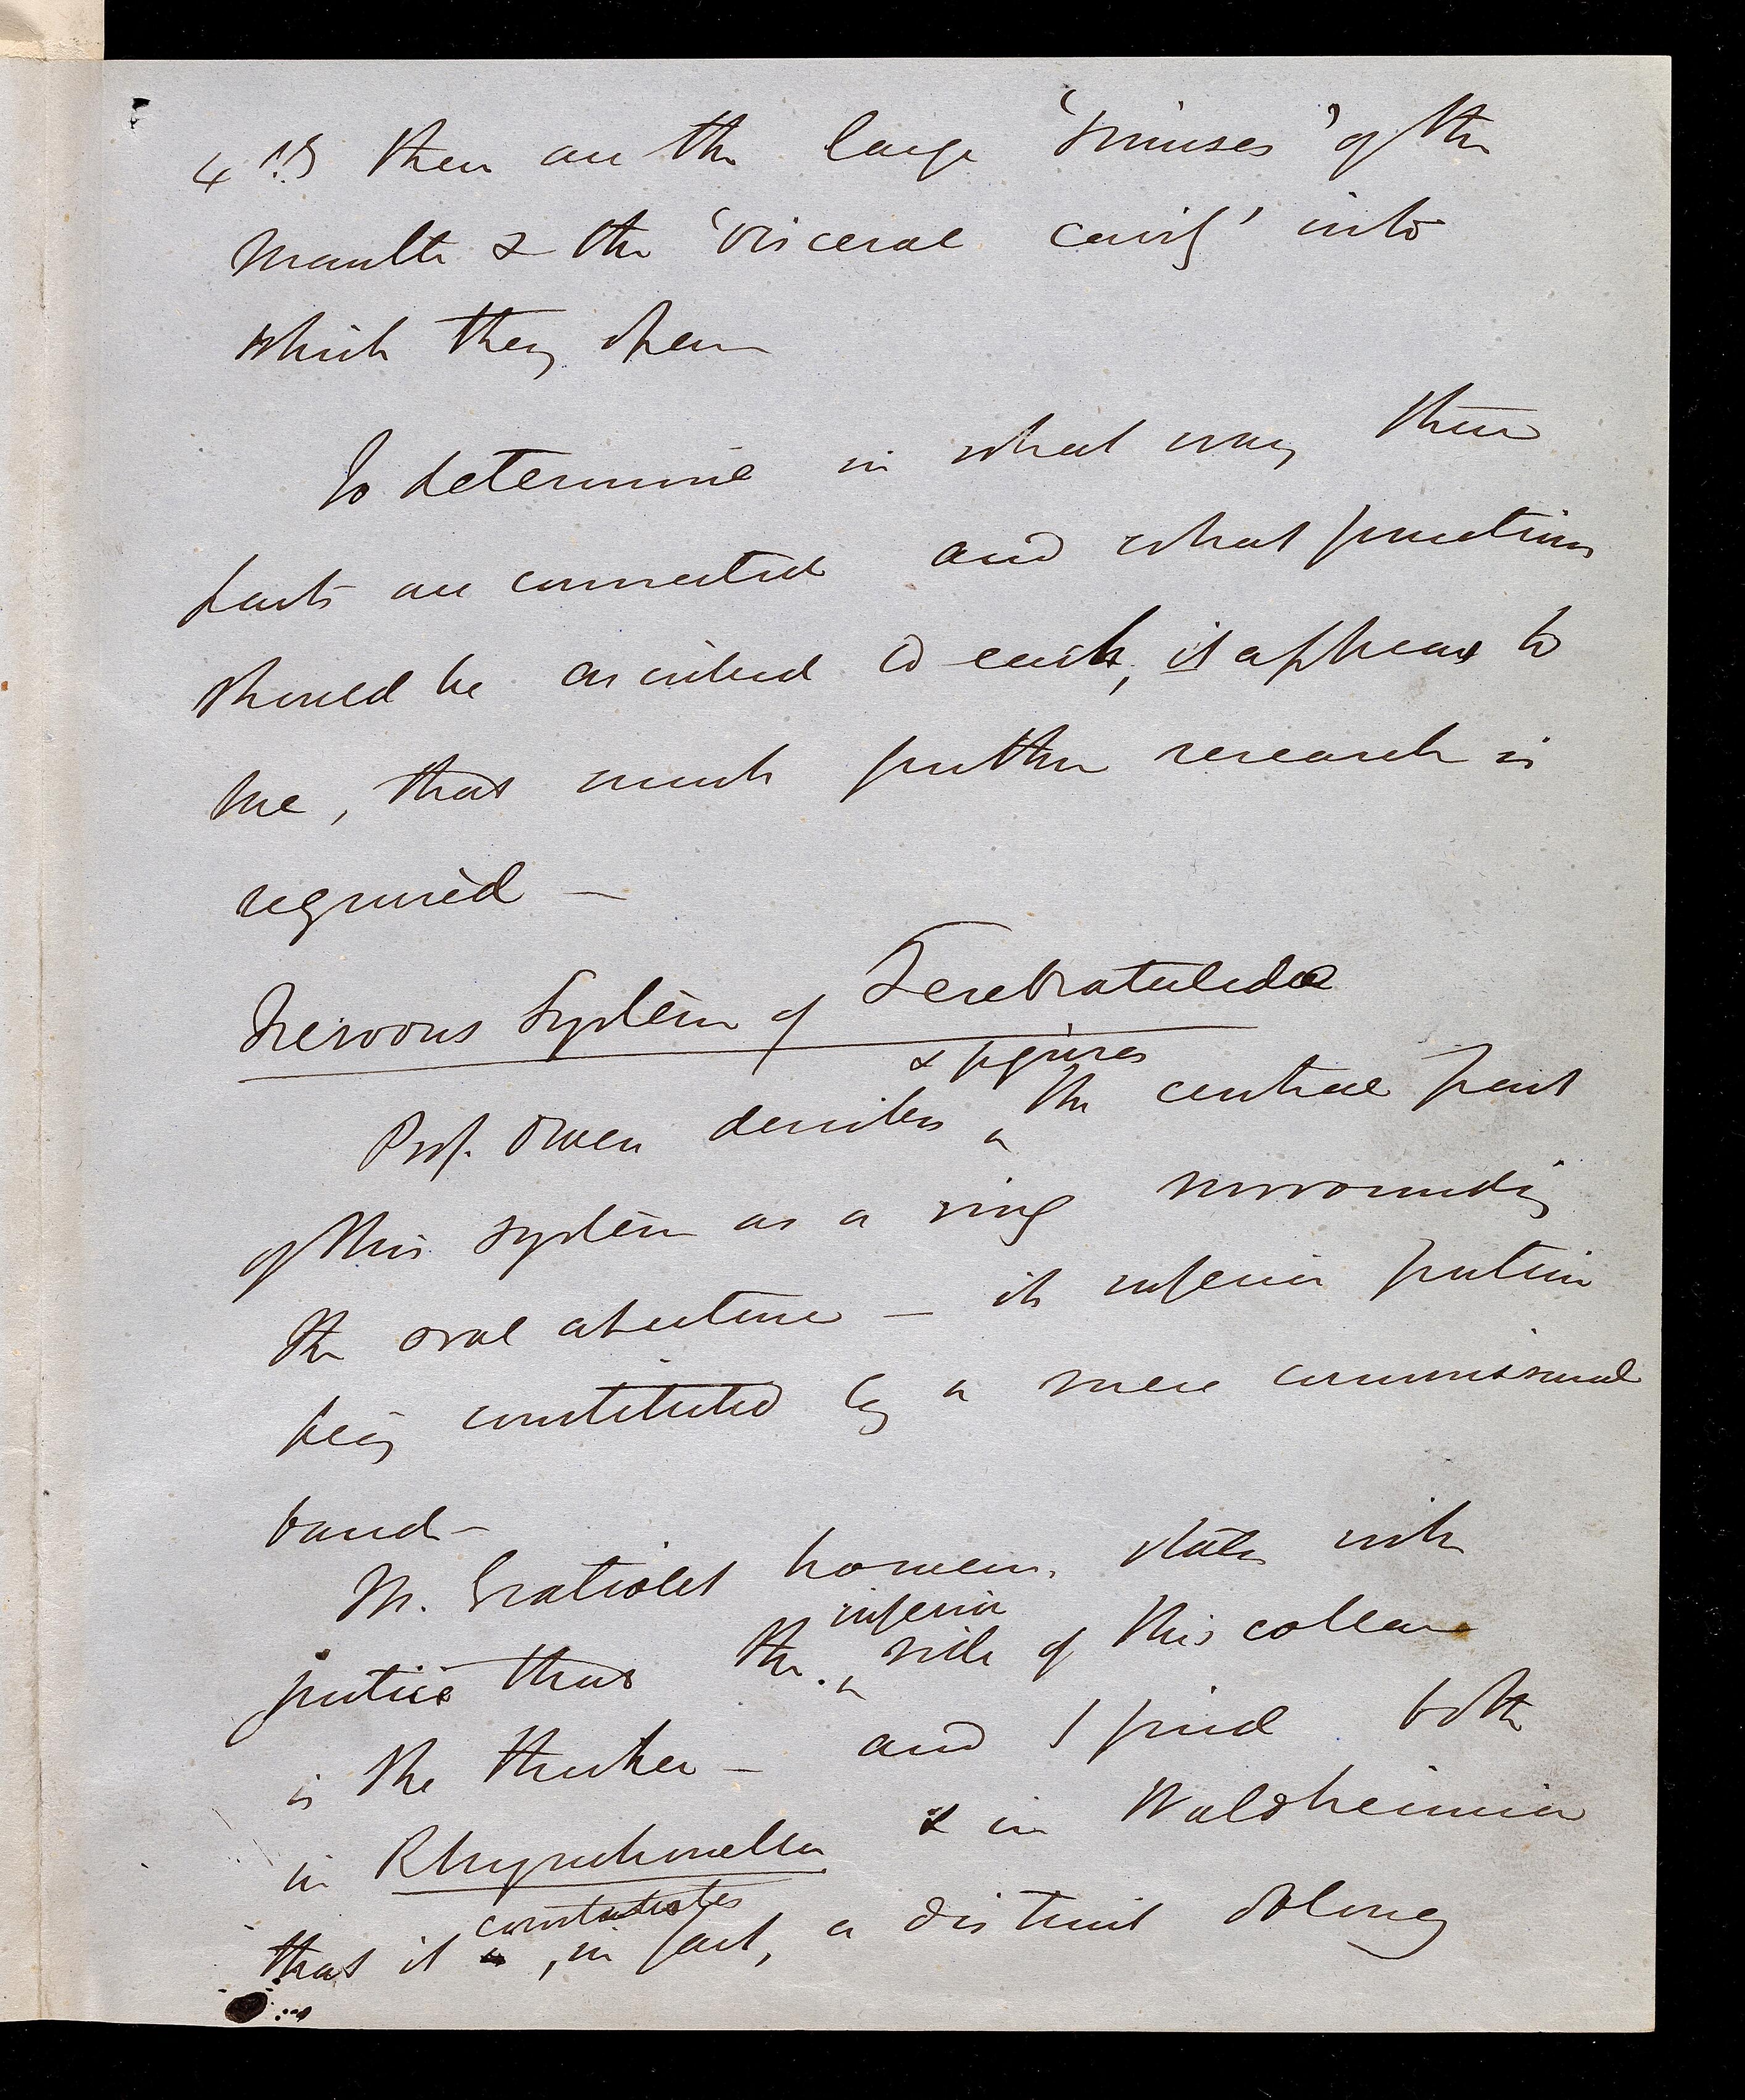 4th there are the large 'sinuses' of the
mantle & the 'visceral cavity' into
which they open
To determine in what way these
parts are connected and what functions
should be ascribed to each, it appears to
me, that much further research is
required —
Nervous System of Terebratulidae
& figures
Prof. Owen describes ‸ the central part
of this system as a ring surrounding
the oral aperture — its inferior portion
being constituted by a mere commissural
band —
M. Gratiolet however, states with
inferior
justice that the ‸ side of this collar
is the thicker — and I find both
in Rhynchonella & in Waldheimia
constitutes
that it , in fact, a distinct oblong